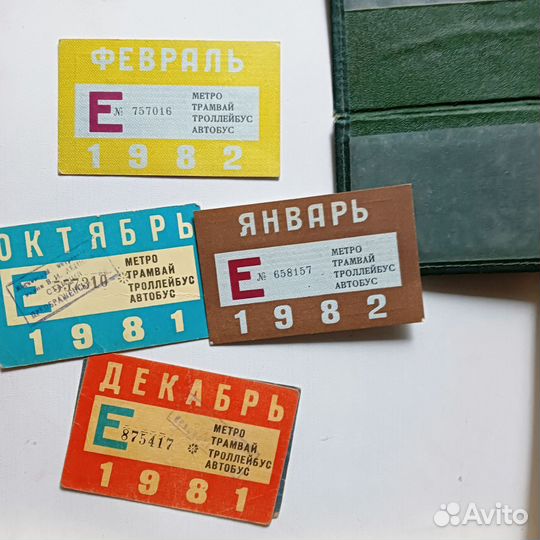 ФЕВРАЛЬ
Е № 757016
МЕТРО
ТРАМВАЙ
ТРОЛЛЕЙБУС
АВТОБУС
1982
ОКТЯБРЬ
Е
МЕТРО
ТРАМВАЙ
ТРОЛЛЕЙБУС
АВТОБУС
1981
ЯНВАРЬ
Е № 658157
МЕТРО
ТРАМВАЙ
ТРОЛЛЕЙБУС
АВТОБУС
1982
ДЕКАБРЬ
Е 875417
МЕТРО
ТРАМВАЙ
ТРОЛЛЕЙБУС
АВТОБУС
1981
Avito